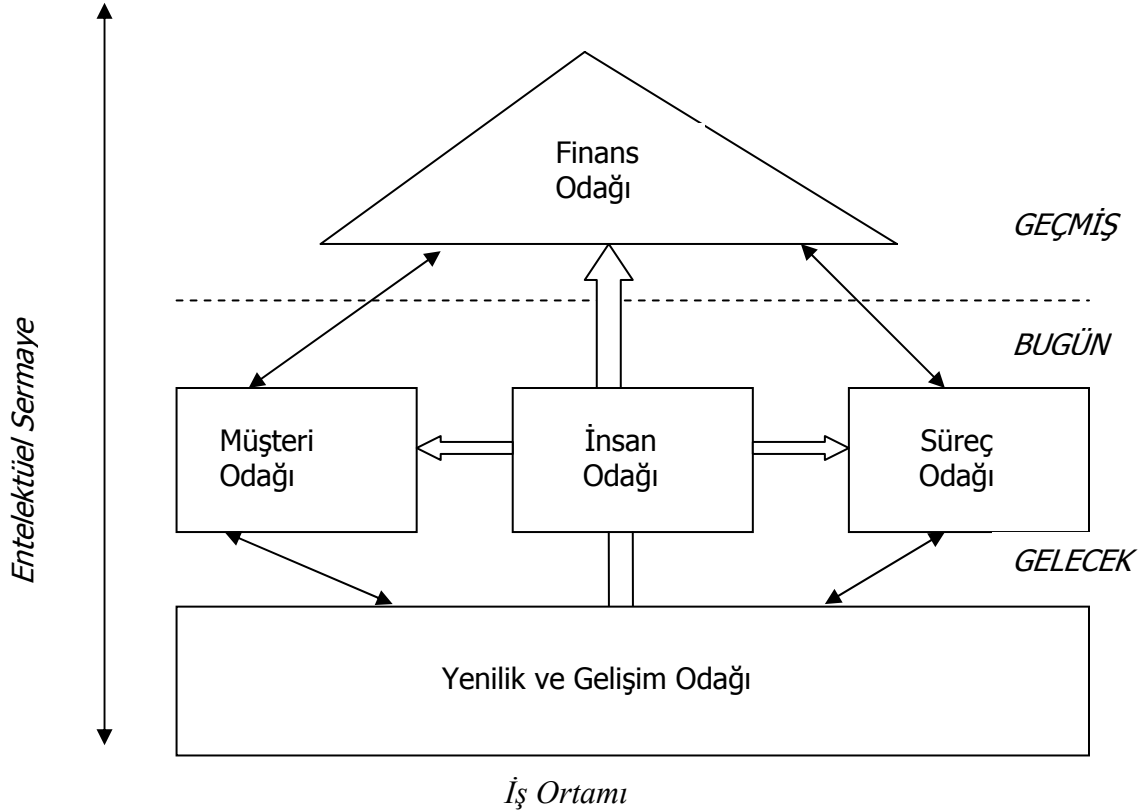 Finans
Odağı
GEÇMİŞ
BUGÜN
Entelektüel Sermaye
Müşteri
Odağı
İnsan
Odağı
Süreç
Odağı
GELECEK
Yenilik ve Gelişim Odağı
İş Ortamı